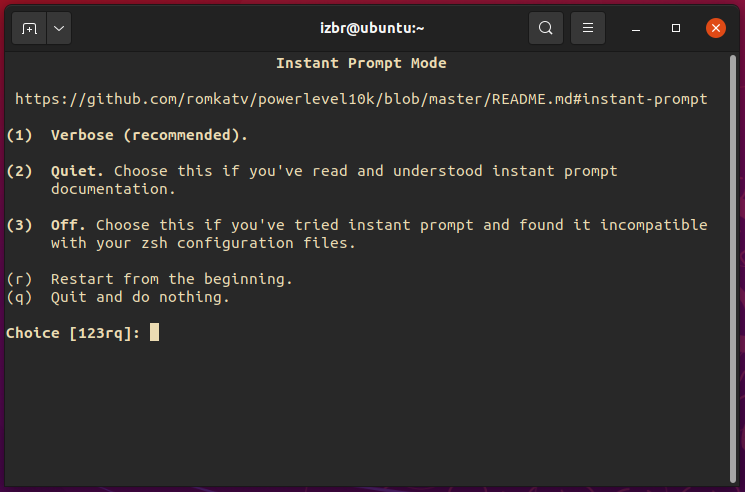 izbr@ubuntu:~
Instant Prompt Mode
https://github.com/romkatv/powerlevel10k/blob/master/README.md#instant-prompt
(1) Verbose (recommended).
(2) Quiet. Choose this if you've read and understood instant prompt
documentation.
(3) Off. Choose this if you've tried instant prompt and found it incompatible
with your zsh configuration files.
(r) Restart from the beginning.
(q) Quit and do nothing.
Choice [123rq]: